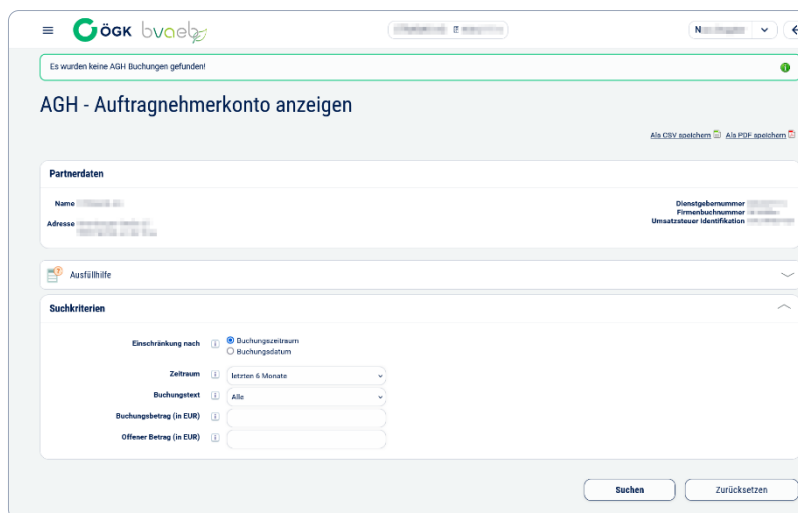 ÖGK bvaeb
N
Es wurden keine AGH Buchungen gefunden!
AGH - Auftragnehmerkonto anzeigen
Als CSV speichern Als PDF speichern
Partnerdaten
Name
Dienstgebernummer
Firmenbuchnummer
Adresse
Umsatzsteuer Identifikation
Ausfüllhilfe
Suchkriterien
Einschränkung nach
Buchungszeitraum
Buchungsdatum
Zeitraum letzten 6 Monate
Buchungstext Alle
Buchungsbetrag (in EUR)
Offener Betrag (in EUR)
Suchen Zurücksetzen